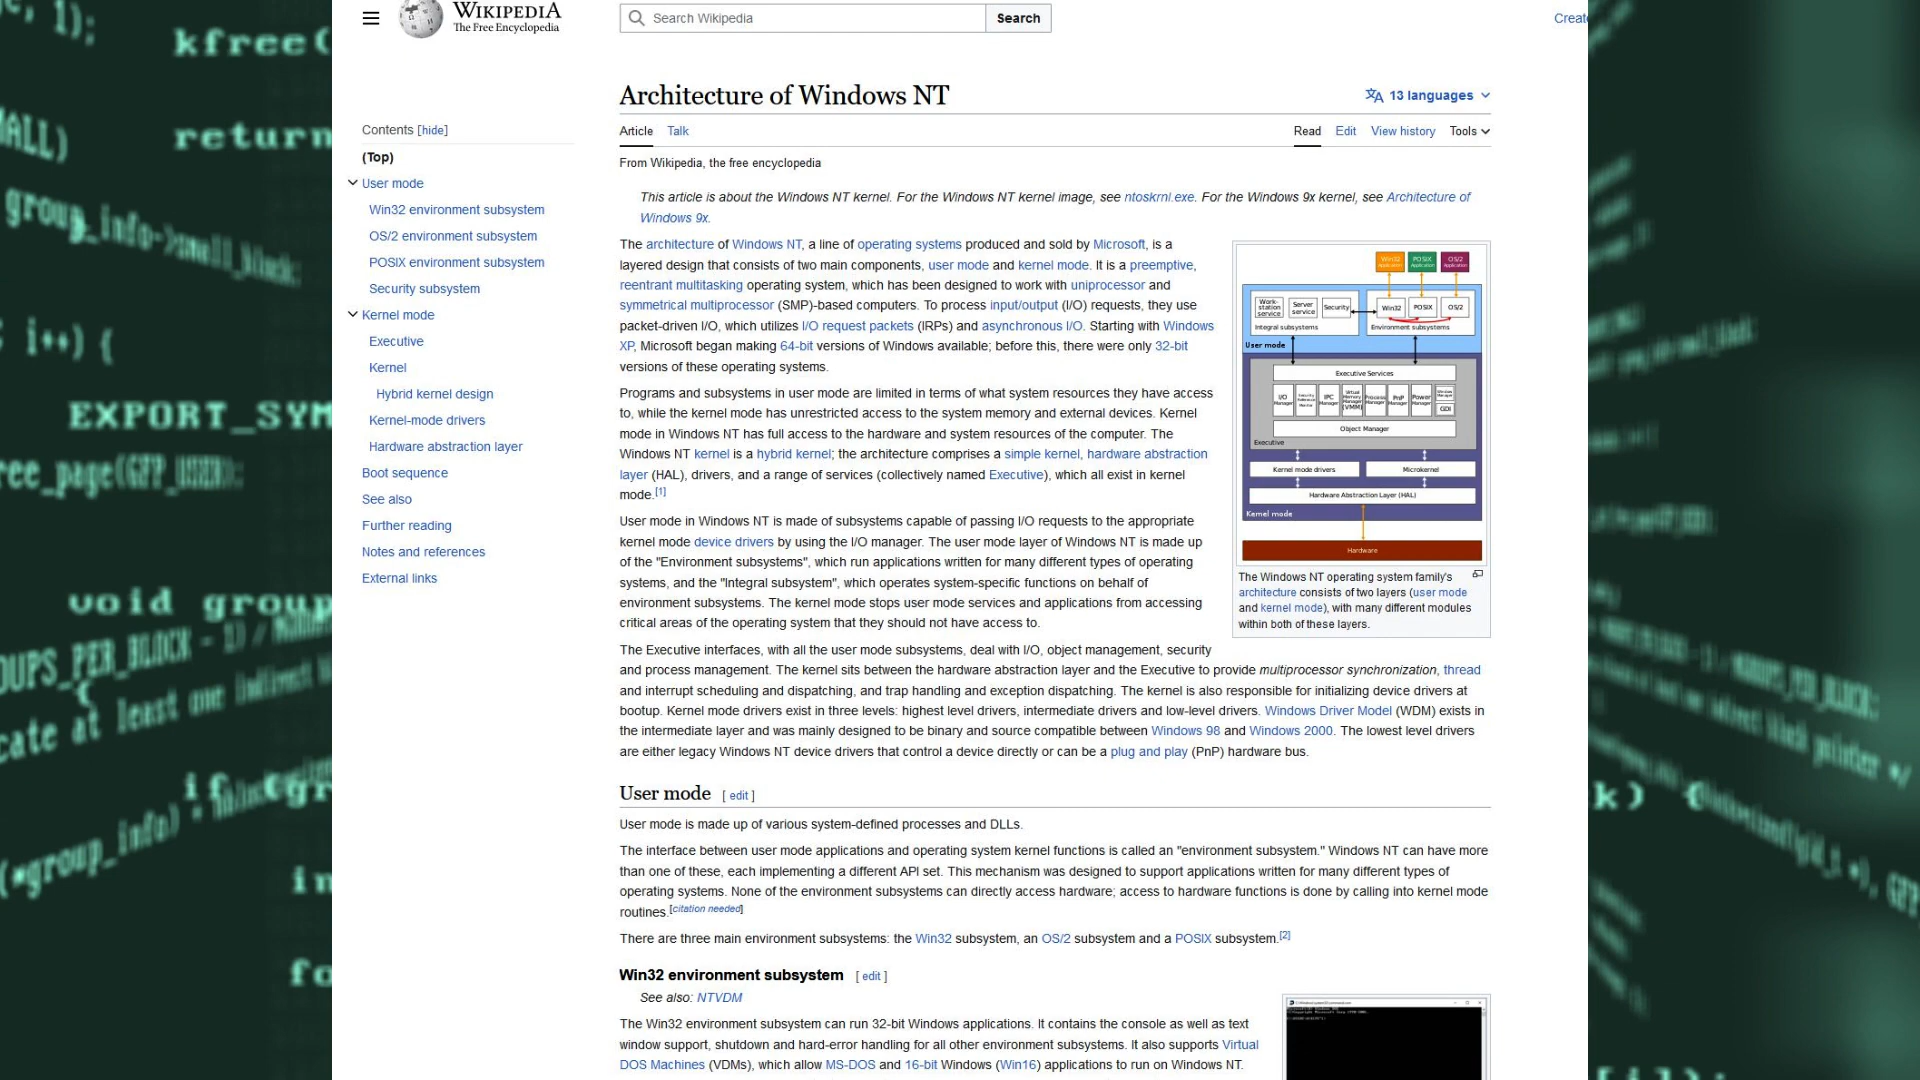 WIKIPEDIA
The Free Encyclopedia
Search Wikipedia
Search
Create
Architecture of Windows NT
13 languages
Article Talk
Read Edit View history Tools
From Wikipedia, the free encyclopedia
Contents [hide]
(Top)
User mode
Win32 environment subsystem
OS/2 environment subsystem
POSIX environment subsystem
Security subsystem
Kernel mode
Executive
Kernel
Hybrid kernel design
Kernel-mode drivers
Hardware abstraction layer
Boot sequence
See also
Further reading
Notes and references
External links
This article is about the Windows NT kernel. For the Windows NT kernel image, see ntoskrnl.exe. For the Windows 9x kernel, see Architecture of
Windows 9x.
The architecture of Windows NT, a line of operating systems produced and sold by Microsoft, is a
layered design that consists of two main components, user mode and kernel mode. It is a preemptive,
reentrant multitasking operating system, which has been designed to work with uniprocessor and
symmetrical multiprocessor (SMP)-based computers. To process input/output (I/O) requests, they use
packet-driven I/O, which utilizes I/O request packets (IRPs) and asynchronous I/O. Starting with Windows
XP, Microsoft began making 64-bit versions of Windows available; before this, there were only 32-bit
versions of these operating systems.
Programs and subsystems in user mode are limited in terms of what system resources they have access
to, while the kernel mode has unrestricted access to the system memory and external devices. Kernel
mode in Windows NT has full access to the hardware and system resources of the computer. The
Windows NT kernel is a hybrid kernel; the architecture comprises a simple kernel, hardware abstraction
layer (HAL), drivers, and a range of services (collectively named Executive), which all exist in kernel
mode.[1]
User mode in Windows NT is made of subsystems capable of passing I/O requests to the appropriate
kernel mode device drivers by using the I/O manager. The user mode layer of Windows NT is made up
of the "Environment subsystems", which run applications written for many different types of operating
systems, and the "Integral subsystem", which operates system-specific functions on behalf of
environment subsystems. The kernel mode stops user mode services and applications from accessing
critical areas of the operating system that they should not have access to.
The Executive interfaces, with all the user mode subsystems, deal with I/O, object management, security
and process management. The kernel sits between the hardware abstraction layer and the Executive to provide multiprocessor synchronization, thread
and interrupt scheduling and dispatching, and trap handling and exception dispatching. The kernel is also responsible for initializing device drivers at
bootup. Kernel mode drivers exist in three levels: highest level drivers, intermediate drivers and low-level drivers. Windows Driver Model (WDM) exists in
the intermediate layer and was mainly designed to be binary and source compatible between Windows 98 and Windows 2000. The lowest level drivers
are either legacy Windows NT device drivers that control a device directly or can be a plug and play (PnP) hardware bus.
Win32 Application
POSIX Application
OS/2 Application
Work-station service
Server service
Security
Win32
POSIX
OS/2
Integral subsystems
Environment subsystems
User mode
Executive Services
I/O Manager
Security Reference Monitor
IPC Manager
Virtual Memory Manager (VMM)
Process Manager
PnP Manager
Power Manager
Window Manager
GDI
Object Manager
Executive
Kernel mode drivers
Microkernel
Hardware Abstraction Layer (HAL)
Kernel mode
Hardware
The Windows NT operating system family's
architecture consists of two layers (user mode
and kernel mode), with many different modules
within both of these layers.
User mode [ edit ]
User mode is made up of various system-defined processes and DLLs.
The interface between user mode applications and operating system kernel functions is called an "environment subsystem." Windows NT can have more
than one of these, each implementing a different API set. This mechanism was designed to support applications written for many different types of
operating systems. None of the environment subsystems can directly access hardware; access to hardware functions is done by calling into kernel mode
routines.[citation needed]
There are three main environment subsystems: the Win32 subsystem, an OS/2 subsystem and a POSIX subsystem.[2]
Win32 environment subsystem [ edit ]
See also: NTVDM
The Win32 environment subsystem can run 32-bit Windows applications. It contains the console as well as text
window support, shutdown and hard-error handling for all other environment subsystems. It also supports Virtual
DOS Machines (VDMs), which allow MS-DOS and 16-bit Windows (Win16) applications to run on Windows NT.
kfree(
return
EXPORT_SYM
void group
i++) {
(*group_info)
k) {